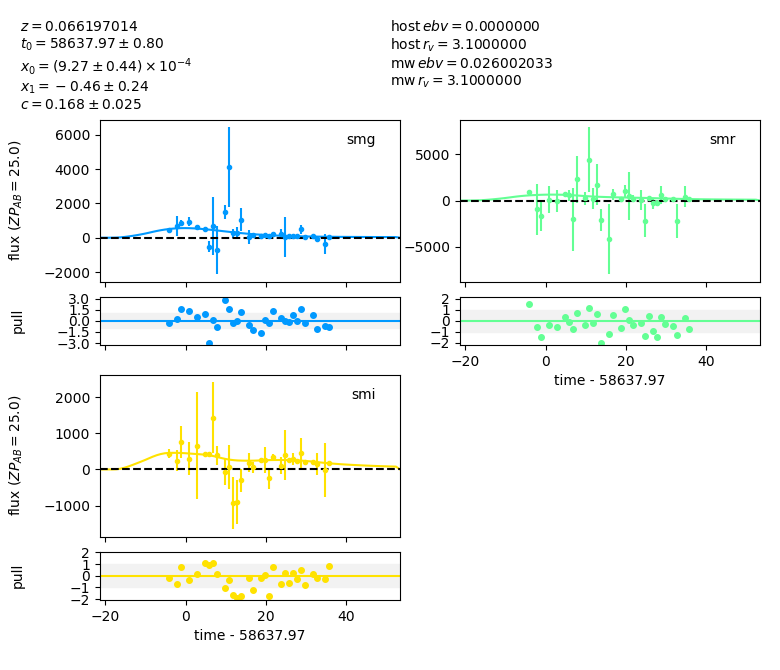 z = 0.066197014
t₀ = 58637.97 ± 0.80
x₀ = (9.27 ± 0.44) × 10⁻⁴
x₁ = −0.46 ± 0.24
c = 0.168 ± 0.025
host ebv = 0.0000000
host r_v = 3.1000000
mw ebv = 0.026002033
mw r_v = 3.1000000
smg
flux (ZP_AB = 25.0)
6000
4000
2000
0
−2000
pull
3.0
1.5
0.0
−1.5
−3.0
smr
5000
0
−5000
2
1
0
−1
−2
−20
0
20
40
time - 58637.97
smi
flux (ZP_AB = 25.0)
2000
1000
0
−1000
pull
2
1
0
−1
−2
−20
0
20
40
time - 58637.97